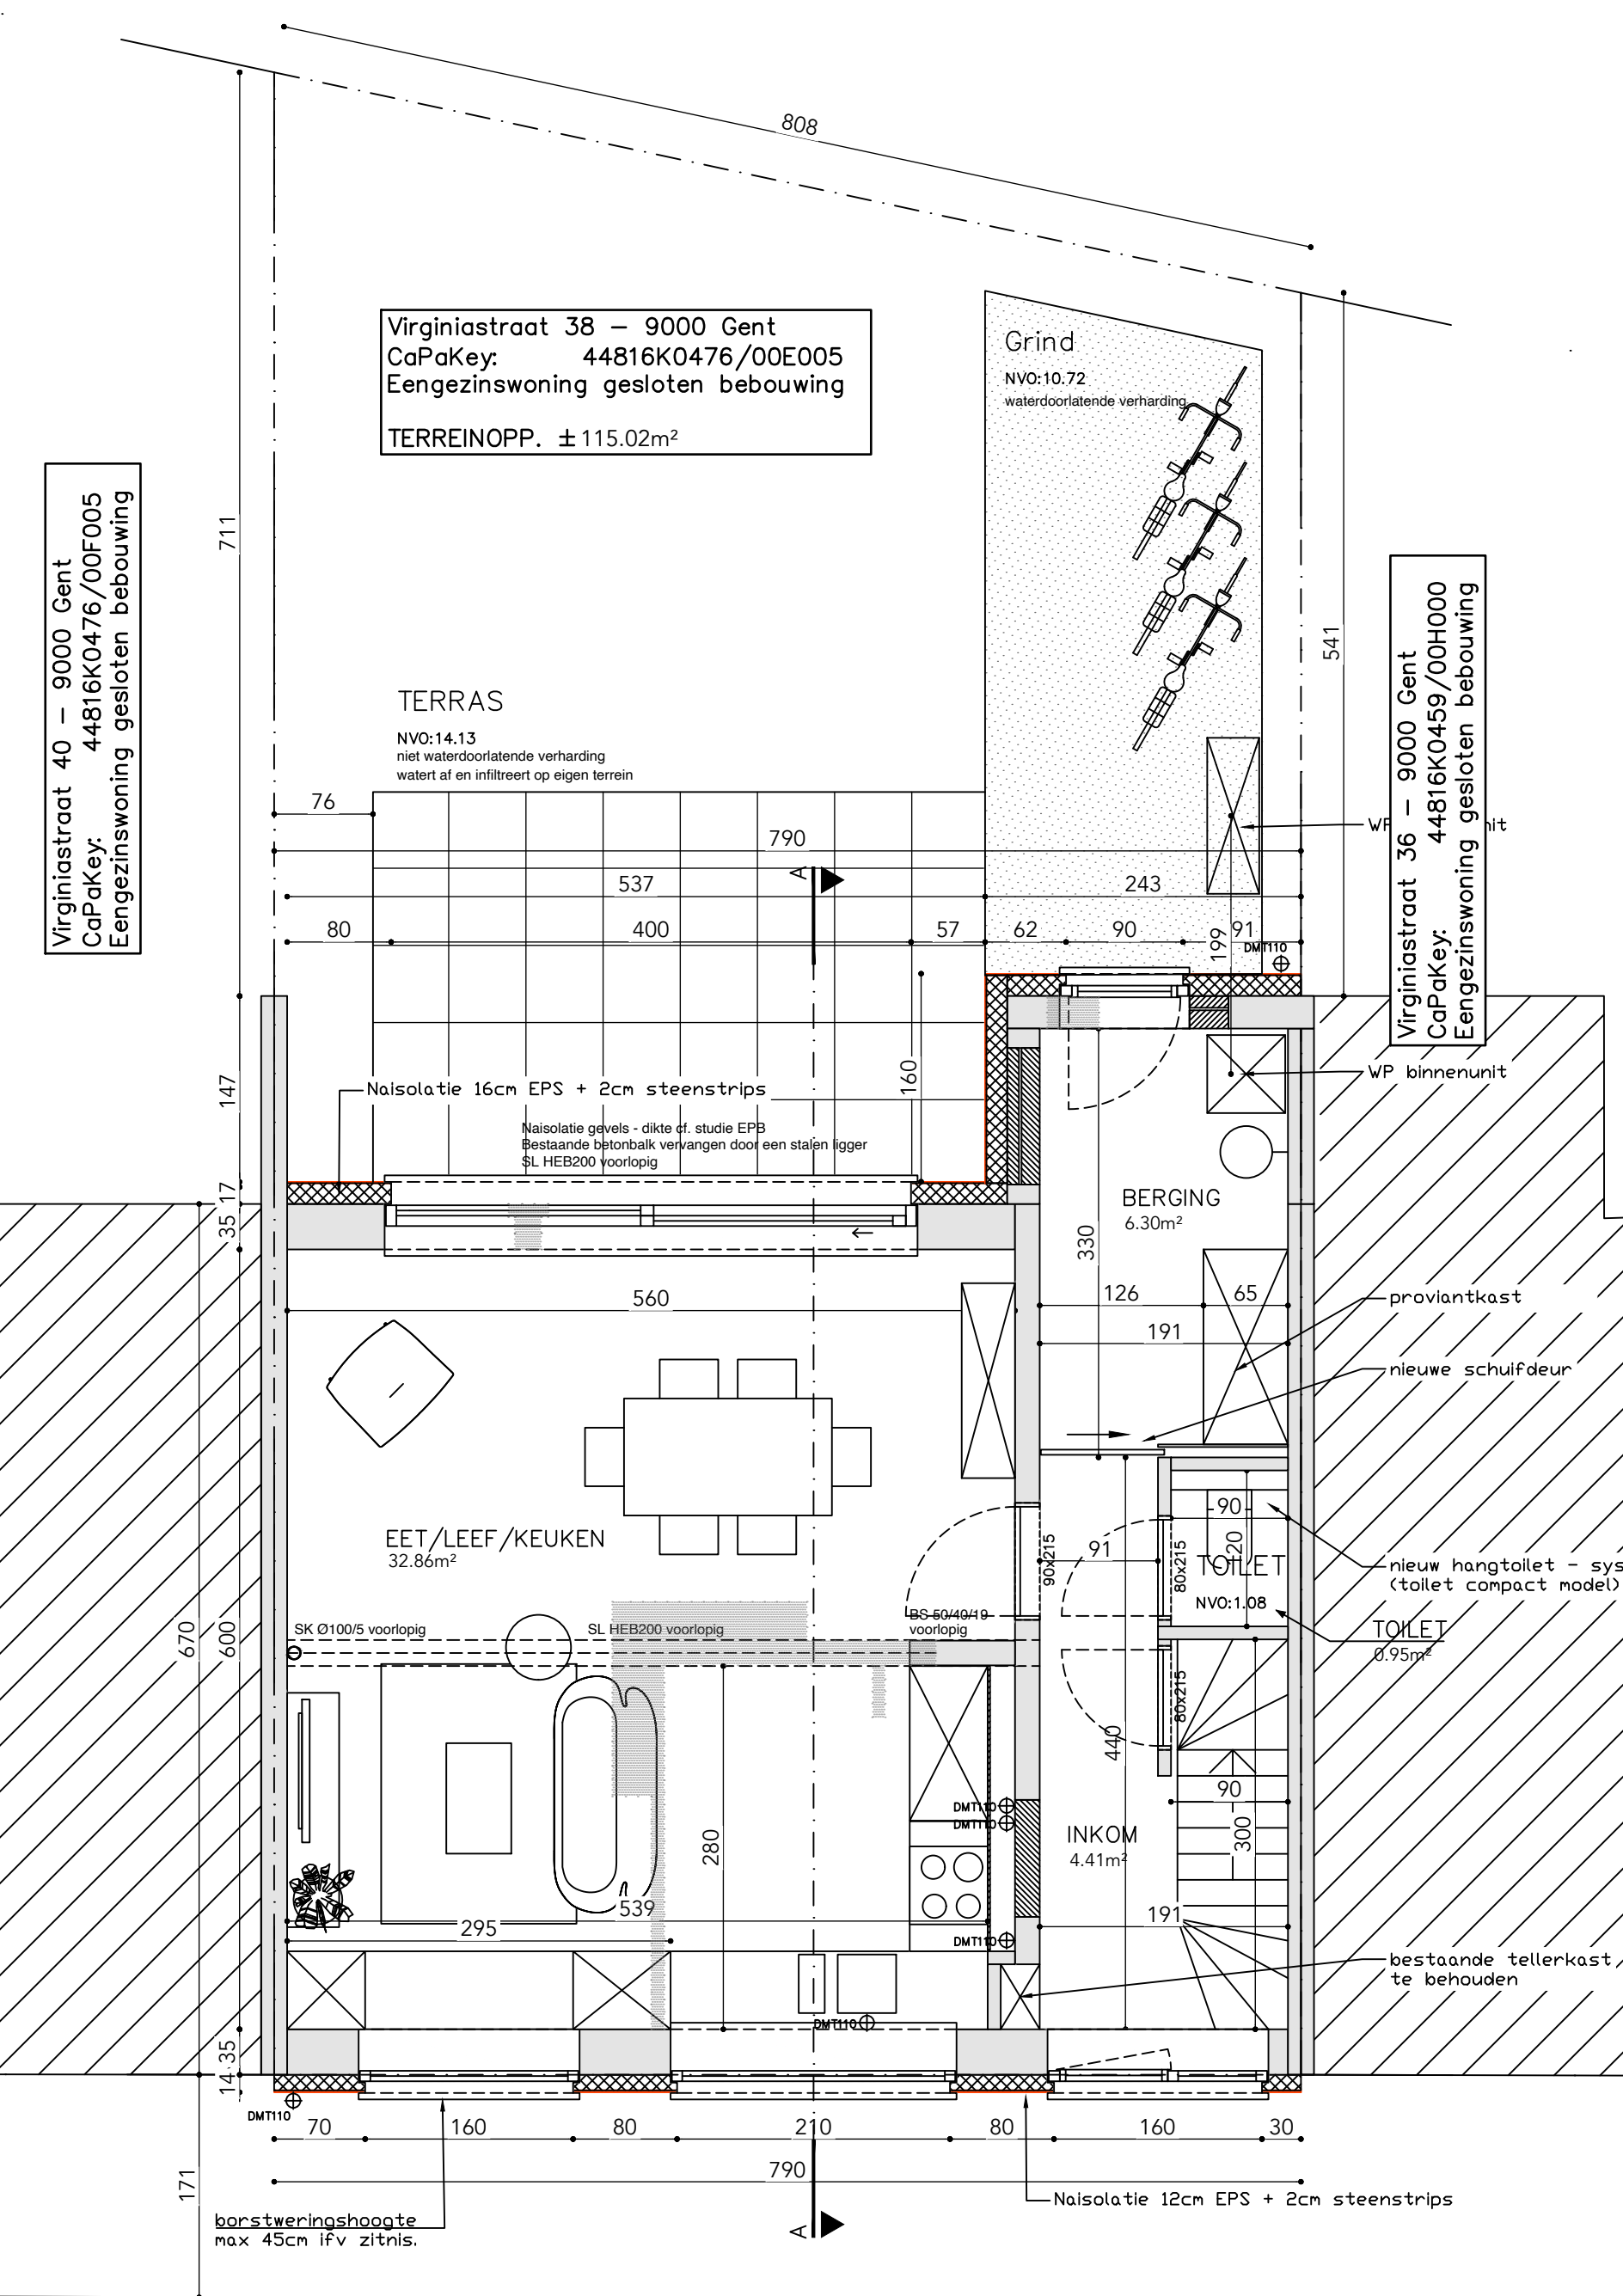 808
Virginiastraat 38 – 9000 Gent
CaPaKey: 44816K0476/00E005
Eengezinswoning gesloten bebouwing
TERREINOPP. ±115.02m²
Grind
NVO:10.72
waterdoorlatende verharding
711
Virginiastraat 40 – 9000 Gent
CaPaKey: 44816K0476/00F005
Eengezinswoning gesloten bebouwing
541
Virginiastraat 36 – 9000 Gent
CaPaKey: 44816K0459/00H000
Eengezinswoning gesloten bebouwing
TERRAS
NVO:14.13
niet waterdoorlatende verharding
watert af en infiltreert op eigen terrein
76
790
A
537
243
80
400
57
62
90
199
91
DMT110
147
160
Naisolatie 16cm EPS + 2cm steenstrips
Naisolatie gevels - dikte cf. studie EPB
Bestaande betonbalk vervangen door een stalen ligger
SL HEB200 voorlopig
WP binnenunit
BERGING
6.30m²
17
35
330
560
126
65
191
proviantkast
nieuwe schuifdeur
EET/LEEF/KEUKEN
32.86m²
90x215
91
80x215
90
120
TOILET
NVO:1.08
nieuw hangtoilet – sys
(toilet compact model)
TOILET
0.95m²
670
600
SK Ø100/5 voorlopig
SL HEB200 voorlopig
BS 50/40/19
voorlopig
80x215
440
90
300
280
DMT110
DMT110
INKOM
4.41m²
539
295
191
DMT110
bestaande tellerkast
te behouden
DMT110
35
14
DMT110
70
160
80
210
80
160
30
790
171
Naisolatie 12cm EPS + 2cm steenstrips
borstweringshoogte
max 45cm ifv zitnis.
A